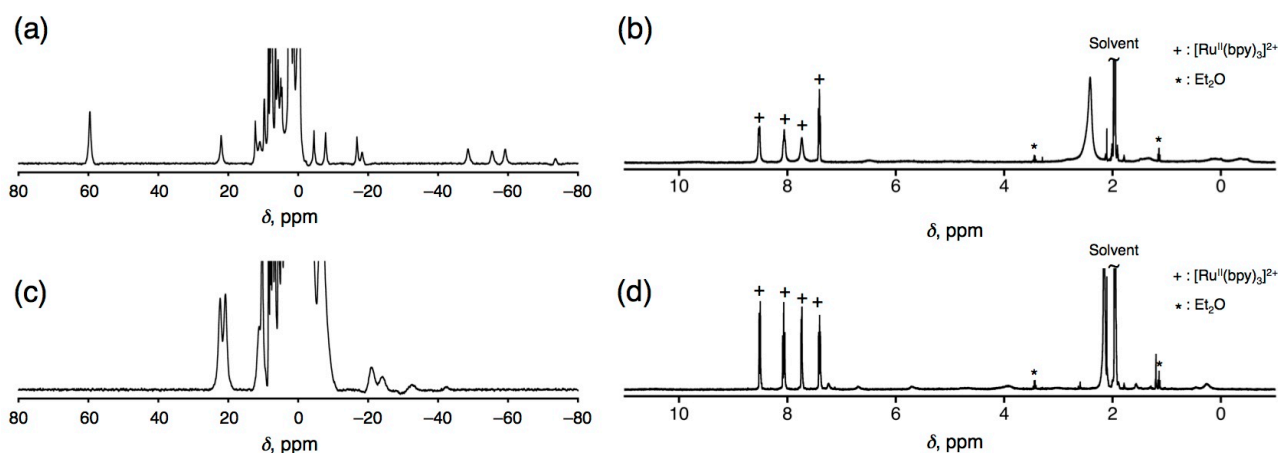 (a)
80 60 40 20 0 −20 −40 −60 −80
δ, ppm
(b)
Solvent
+ : [Ru^II(bpy)₃]²⁺
* : Et₂O
+ + + +
* *
10 8 6 4 2 0
δ, ppm
(c)
80 60 40 20 0 −20 −40 −60 −80
δ, ppm
(d)
Solvent
+ : [Ru^II(bpy)₃]²⁺
* : Et₂O
+ + + +
* *
10 8 6 4 2 0
δ, ppm